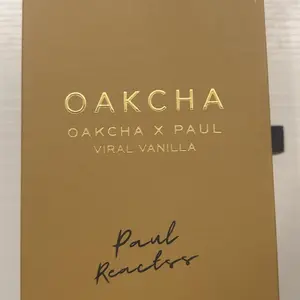 OAKCHA
OAKCHA X PAUL
VIRAL VANILLA
Paul
Reactss